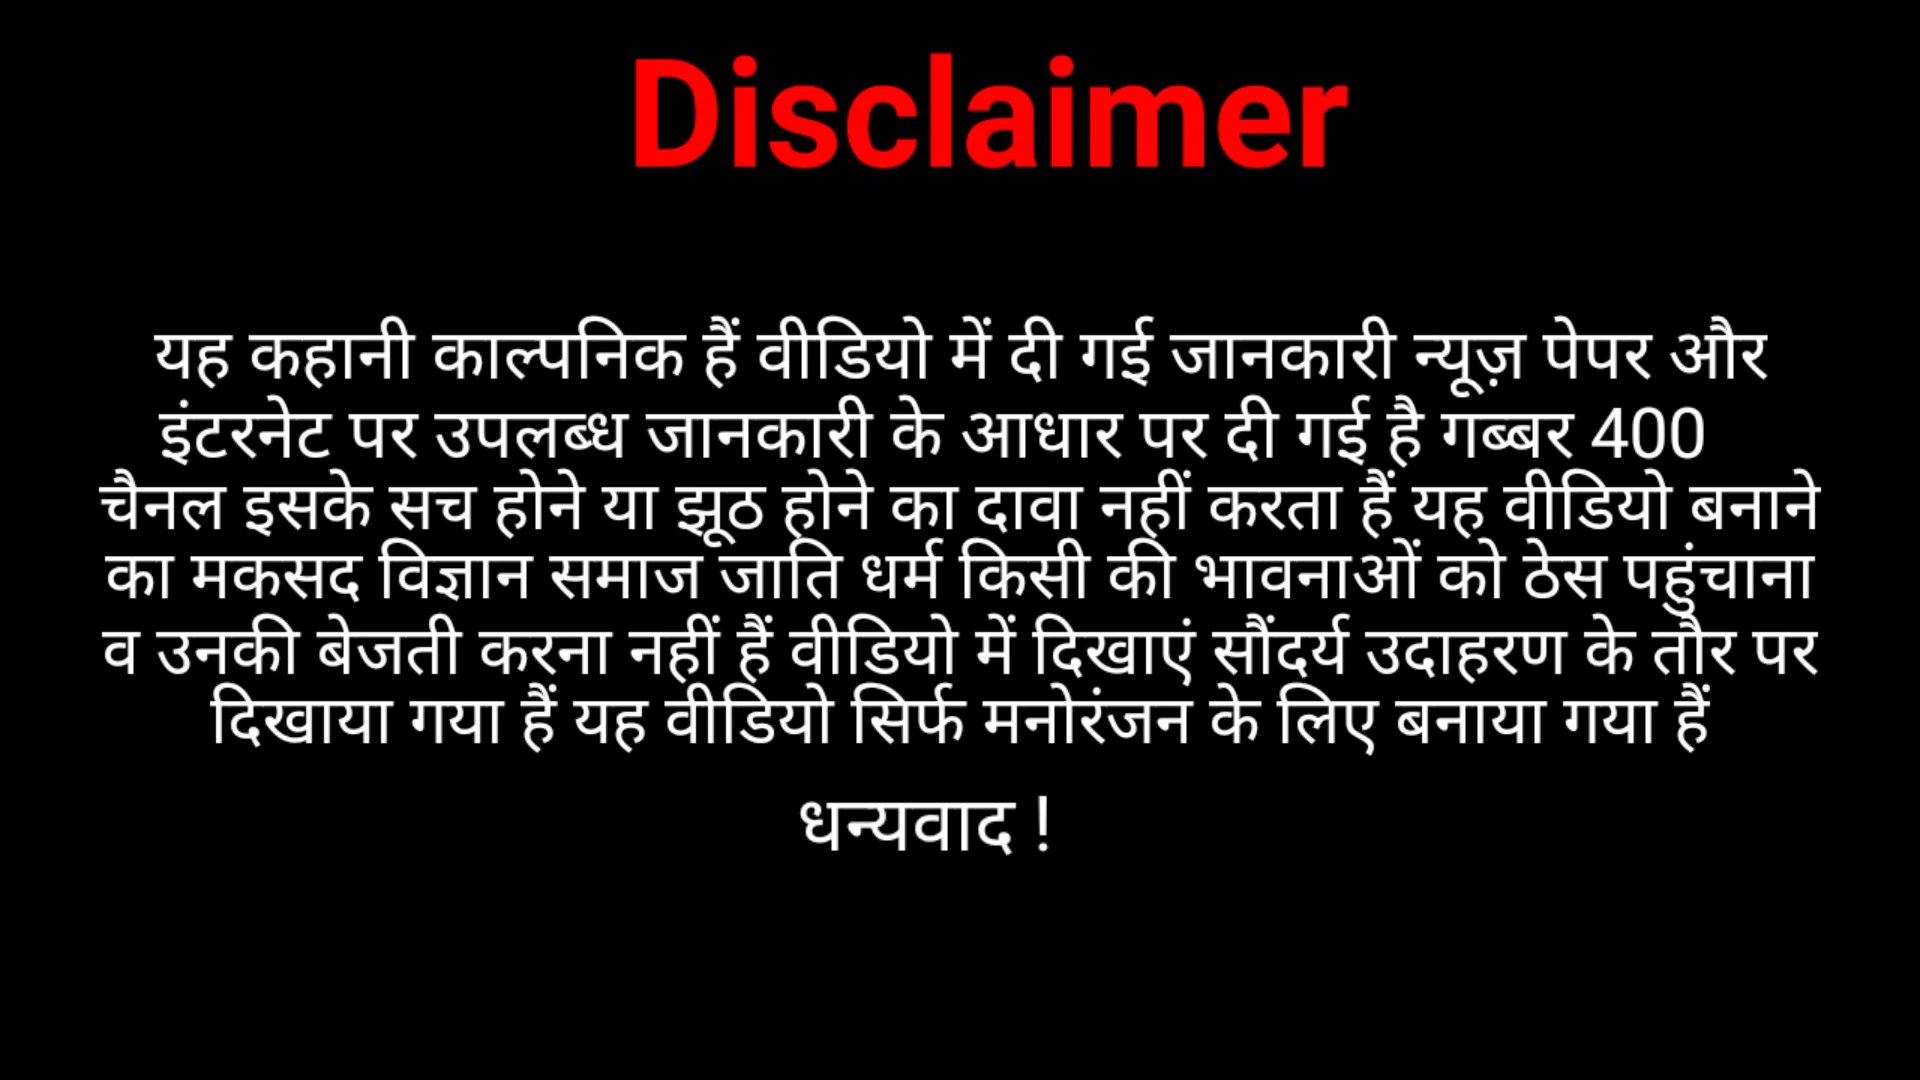 Disclaimer
यह कहानी काल्पनिक हैं वीडियो में दी गई जानकारी न्यूज़ पेपर और
इंटरनेट पर उपलब्ध जानकारी के आधार पर दी गई है गब्बर 400
चैनल इसके सच होने या झूठ होने का दावा नहीं करता हैं यह वीडियो बनाने
का मकसद विज्ञान समाज जाति धर्म किसी की भावनाओं को ठेस पहुंचाना
व उनकी बेजती करना नहीं हैं वीडियो में दिखाएं सौंदर्य उदाहरण के तौर पर
दिखाया गया हैं यह वीडियो सिर्फ मनोरंजन के लिए बनाया गया हैं
धन्यवाद !